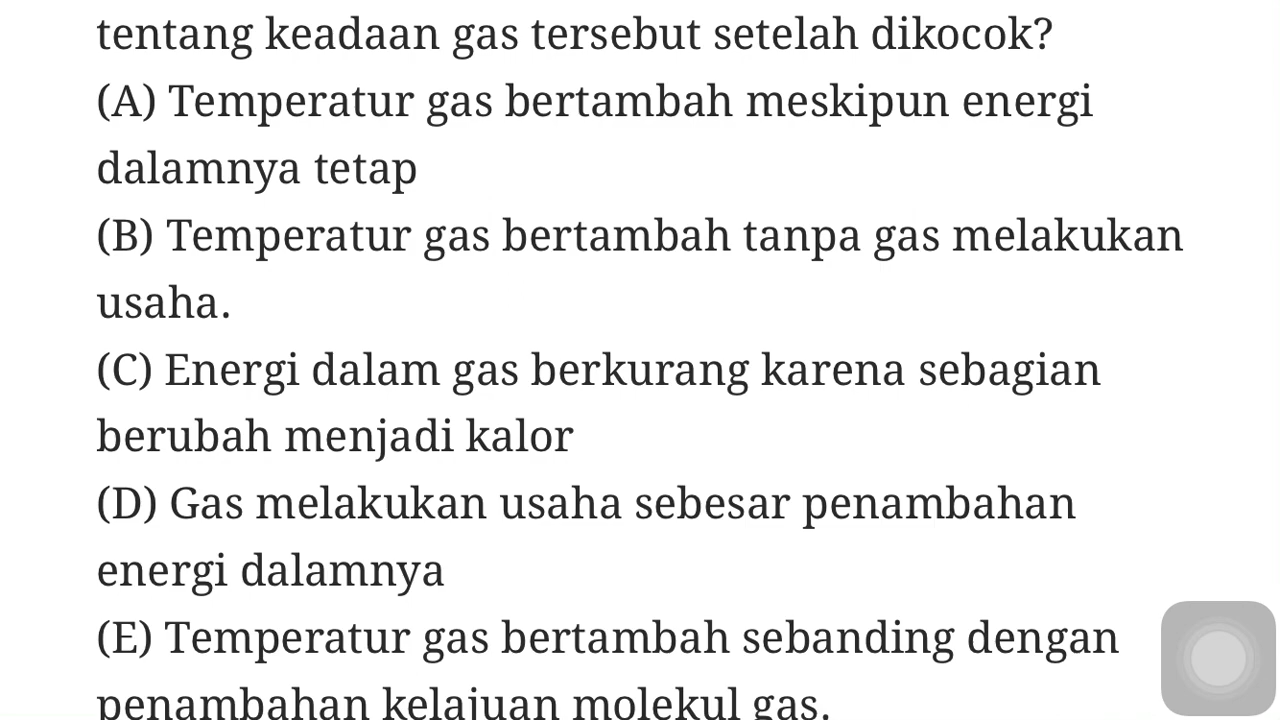 tentang keadaan gas tersebut setelah dikocok?
(A) Temperatur gas bertambah meskipun energi
dalamnya tetap
(B) Temperatur gas bertambah tanpa gas melakukan
usaha.
(C) Energi dalam gas berkurang karena sebagian
berubah menjadi kalor
(D) Gas melakukan usaha sebesar penambahan
energi dalamnya
(E) Temperatur gas bertambah sebanding dengan
penambahan kelajuan molekul gas.